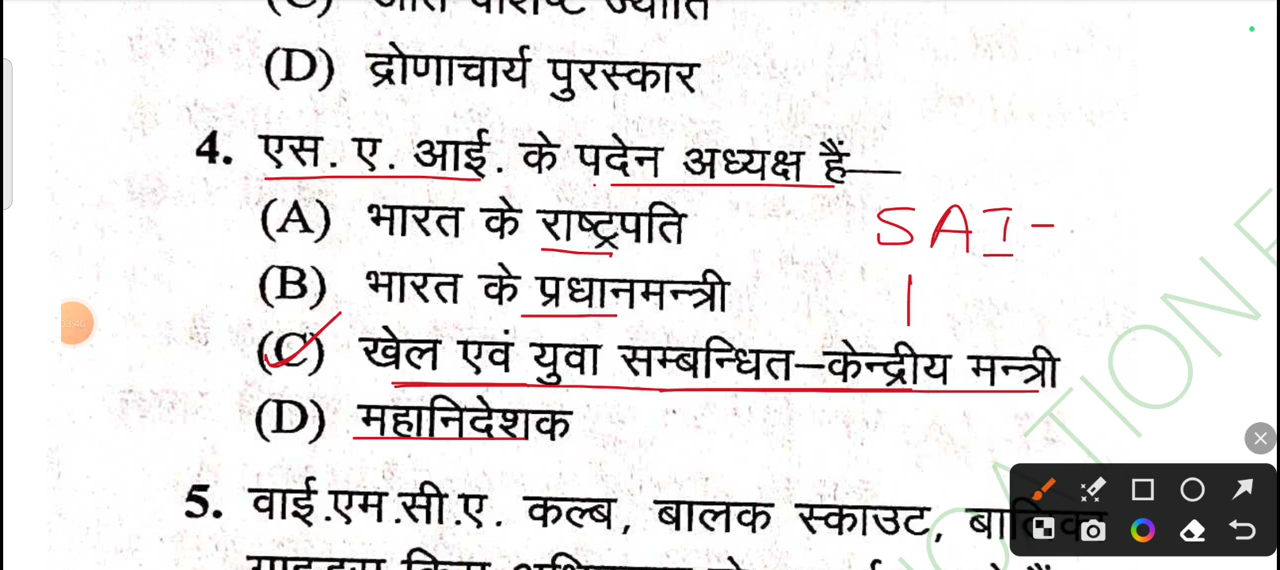 (D) द्रोणाचार्य पुरस्कार
4. एस. ए. आई. के पदेन अध्यक्ष हैं—
(A) भारत के राष्ट्रपति
SAI-
(B) भारत के प्रधानमन्त्री
(C) खेल एवं युवा सम्बन्धित–केन्द्रीय मन्त्री
(D) महानिदेशक
5. वाई.एम.सी.ए. कल्ब, बालक स्काउट,